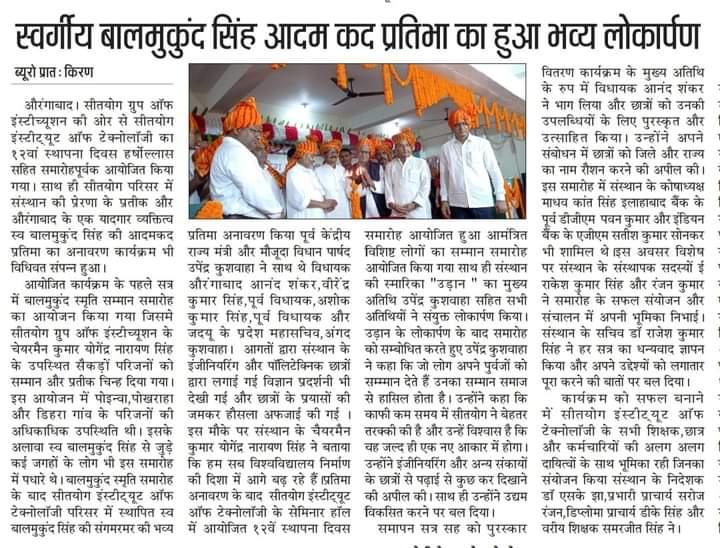 स्वर्गीय बालमुकुंद सिंह आदम कद प्रतिभा का हुआ भव्य लोकार्पण
ब्यूरो प्रात : किरण
औरंगाबाद। सीतयोग ग्रुप ऑफ
इंस्टीच्यूशन की ओर से सीतयोग
इंस्टीट्यूट ऑफ टेक्नोलॉजी का
१२वां स्थापना दिवस हर्षोल्लास
सहित समारोहपूर्वक आयोजित किया
गया। साथ ही सीतयोग परिसर में
संस्थान की प्रेरणा के प्रतीक और
औरंगाबाद के एक यादगार व्यक्तित्व
स्व बालमुकुंद सिंह की आदमकद
प्रतिमा का अनावरण कार्यक्रम भी
विधिवत संपन्न हुआ।
आयोजित कार्यक्रम के पहले सत्र
में बालमुकुंद स्मृति सम्मान समारोह
का आयोजन किया गया जिसमे
सीतयोग ग्रुप ऑफ इंस्टीच्यूशन के
चेयरमैन कुमार योगेंद्र नारायण सिंह
के उपस्थित सैकड़ों परिजनों को
सम्मान और प्रतीक चिन्ह दिया गया।
इस आयोजन में पोइन्वा,पोखराहा
और डिहरा गांव के परिजनों की
अधिकाधिक उपस्थिती थी। इसके
अलावा स्व बालमुकुंद सिंह से जुड़े
कई जगहों के लोग भी इस समारोह
में पधारे थे। बालमुकुंद स्मृति समारोह
के बाद सीतयोग इंस्टीट्यूट ऑफ
टेक्नोलॉजी परिसर में स्थापित स्व
बालमुकुंद सिंह की संगमरमर की भव्य
प्रतिमा अनावरण किया पूर्व केन्द्रीय
राज्य मंत्री और मौजूदा विधान पार्षद
उपेंद्र कुशवाहा ने साथ थे विधायक
औरंगाबाद आनंद शंकर,वीरेंद्र
कुमार सिंह,पूर्व विधायक,अशोक
कुमार सिंह,पूर्व विधायक और
जदयू के प्रदेश महासचिव,अंगद
कुशवाहा। आगतों द्वारा संस्थान के
इंजीनियरिंग और पॉलिटेक्निक छात्रों
द्वारा लगाई गई विज्ञान प्रदर्शनी भी
देखी गई और छात्रों के प्रयासों की
जमकर हौसला अफजाई की गई ।
इस मौके पर संस्थान के चेयरमैन
कुमार योगेंद्र नारायण सिंह ने बताया
कि हम सब विश्वविद्यालय निर्माण
की दिशा में आगे बढ़ रहे हैं।प्रतिमा
अनावरण के बाद सीतयोग इंस्टीट्यूट
ऑफ टेक्नोलॉजी के सेमिनार हॉल
में आयोजित १२वें स्थापना दिवस
समारोह आयोजित हुआ आमंत्रित
विशिष्ट लोगों का सम्मान समारोह
आयोजित किया गया साथ ही संस्थान
की स्मारिका "उड़ान " का मुख्य
अतिथि उपेंद्र कुशवाहा सहित सभी
अतिथियों ने संयुक्त लोकार्पण किया।
उड़ान के लोकार्पण के बाद समारोह
को सम्बोधित करते हुए उपेंद्र कुशवाहा
ने कहा कि जो लोग अपने पुर्वजों को
सम्म्मान देते हैं उनका सम्मान समाज
से हासिल होता है। उन्होंने कहा कि
काफी कम समय में सीतयोग ने बेहतर
तरक्की की है और उन्हें विश्वास है कि
वह जल्द ही एक नए आकार में होगा।
उन्होंने इंजीनियरिंग और अन्य संकायों
के छात्रों से पढ़ाई से कुछ कर दिखाने
की अपील की। साथ ही उन्होंने उद्यम
विकसित करने पर बल दिया।
समापन सत्र सह को पुरस्कार
वितरण कार्यक्रम के मुख्य अतिथि
के रुप में विधायक आनंद शंकर
ने भाग लिया और छात्रों को उनकी
उपलब्धियों के लिए पुरस्कृत और
उत्साहित किया। उन्होंने अपने
संबोधन में छात्रों को जिले और राज्य
का नाम रौशन करने की अपील की।
इस समारोह में संस्थान के कोषाध्यक्ष
माधव कांत सिंह इलाहाबाद बैंक के
पूर्व डीजीएम पवन कुमार और इंडियन
बैंक के एजीएम सतीश कुमार सोनकर
भी शामिल थे।इस अवसर विशेष
पर संस्थान के संस्थापक सदस्यों ई
राकेश कुमार सिंह और रंजन कुमार
ने समारोह के सफल संयोजन और
संचालन में अपनी भूमिका निभाई।
संस्थान के सचिव डॉ राजेश कुमार
सिंह ने हर सत्र का धन्यवाद ज्ञापन
किया और अपने उद्देश्यों को लगातार
पूरा करने की बातों पर बल दिया।
कार्यक्रम को सफल बनाने
में सीतयोग इंस्टीट्यूट ऑफ
टेक्नोलॉजी के सभी शिक्षक,छात्र
और कर्मचारियों की अलग अलग
दायित्वों के साथ भूमिका रही जिनका
संयोजन किया संस्थान के निदेशक
डॉ एसके झा,प्रभारी प्राचार्य सरोज
रंजन,डिप्लोमा प्राचार्य डीके सिंह और
वरीय शिक्षक समरजीत सिंह ने।